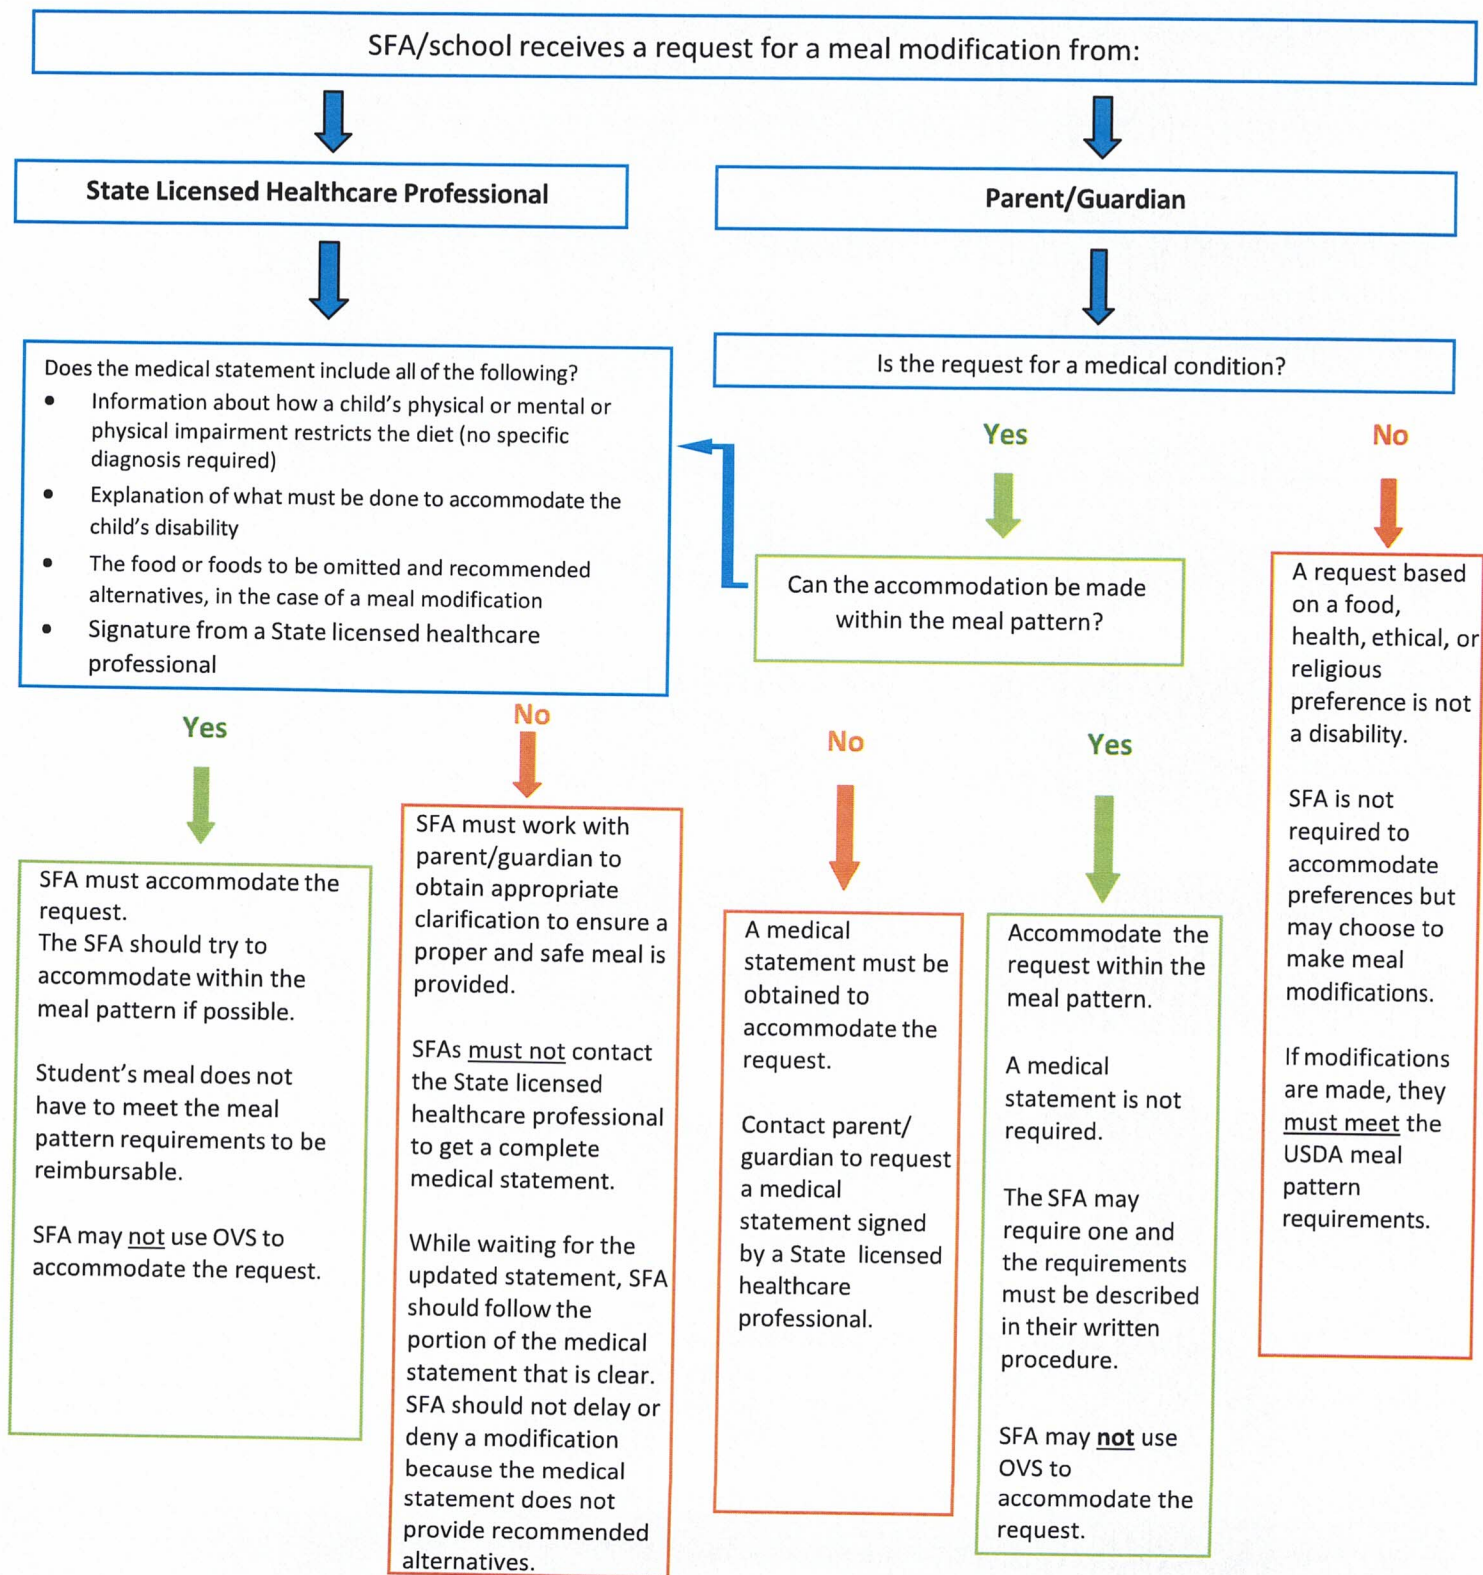 SFA/school receives a request for a meal modification from:
State Licensed Healthcare Professional
Parent/Guardian
Does the medical statement include all of the following?
• Information about how a child's physical or mental or
physical impairment restricts the diet (no specific
diagnosis required)
• Explanation of what must be done to accommodate the
child's disability
• The food or foods to be omitted and recommended
alternatives, in the case of a meal modification
• Signature from a State licensed healthcare
professional
Is the request for a medical condition?
Yes
No
Can the accommodation be made
within the meal pattern?
A request based
on a food,
health, ethical, or
religious
preference is not
a disability.
SFA is not
required to
accommodate
preferences but
may choose to
make meal
modifications.
If modifications
are made, they
must meet the
USDA meal
pattern
requirements.
Yes
No
No
Yes
SFA must accommodate the
request.
The SFA should try to
accommodate within the
meal pattern if possible.
Student's meal does not
have to meet the meal
pattern requirements to be
reimbursable.
SFA may not use OVS to
accommodate the request.
SFA must work with
parent/guardian to
obtain appropriate
clarification to ensure a
proper and safe meal is
provided.
SFAs must not contact
the State licensed
healthcare professional
to get a complete
medical statement.
While waiting for the
updated statement, SFA
should follow the
portion of the medical
statement that is clear.
SFA should not delay or
deny a modification
because the medical
statement does not
provide recommended
alternatives.
A medical
statement must be
obtained to
accommodate the
request.
Contact parent/
guardian to request
a medical
statement signed
by a State licensed
healthcare
professional.
Accommodate the
request within the
meal pattern.
A medical
statement is not
required.
The SFA may
require one and
the requirements
must be described
in their written
procedure.
SFA may not use
OVS to
accommodate the
request.